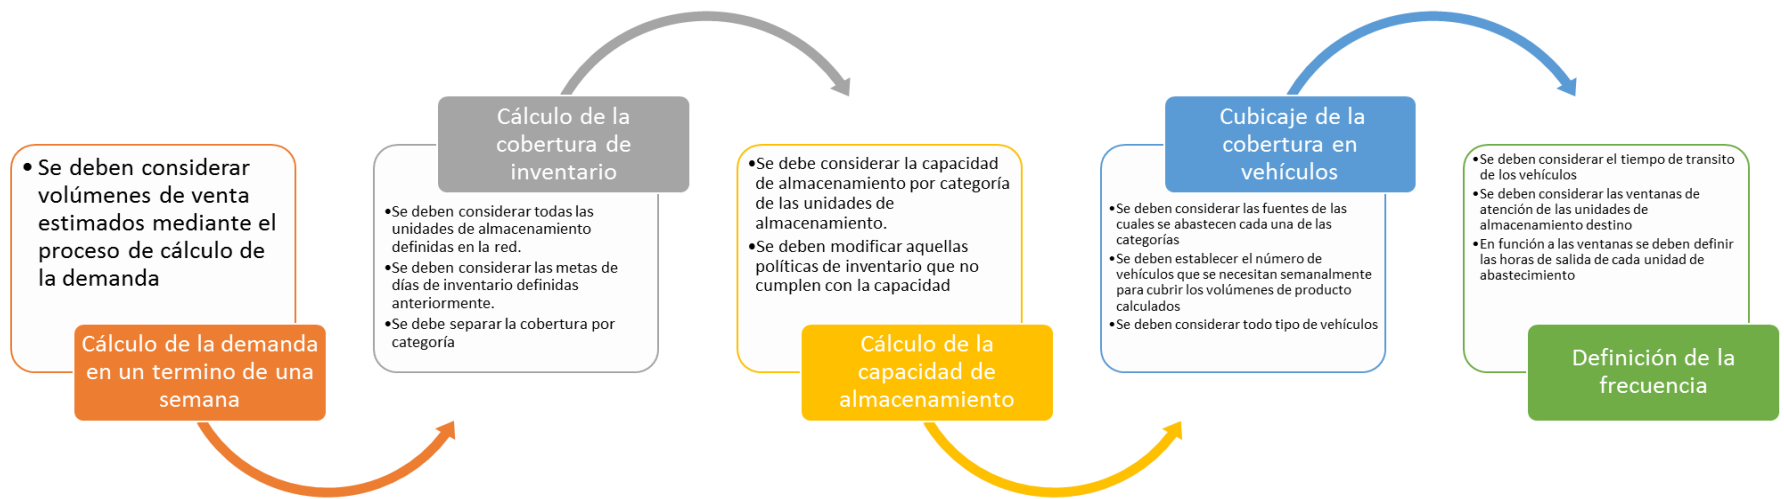 • Se deben considerar
volúmenes de venta
estimados mediante el
proceso de cálculo de
la demanda
Cálculo de la demanda
en un termino de una
semana
Cálculo de la
cobertura de
inventario
•Se deben considerar todas las
unidades de almacenamiento
definidas en la red.
•Se deben considerar las metas de
días de inventario definidas
anteriormente.
•Se debe separar la cobertura por
categoría
•Se debe considerar la capacidad
de almacenamiento por categoría
de las unidades de
almacenamiento.
•Se deben modificar aquellas
políticas de inventario que no
cumplen con la capacidad
Cálculo de la
capacidad de
almacenamiento
Cubicaje de la
cobertura en
vehículos
•Se deben considerar las fuentes de las
cuales se abastecen cada una de las
categorías
•Se deben establecer el número de
vehículos que se necesitan semanalmente
para cubrir los volúmenes de producto
calculados
•Se deben considerar todo tipo de vehículos
•Se deben considerar el tiempo de transito
de los vehículos
•Se deben considerar las ventanas de
atención de las unidades de
almacenamiento destino
•En función a las ventanas se deben definir
las horas de salida de cada unidad de
abastecimiento
Definición de la
frecuencia